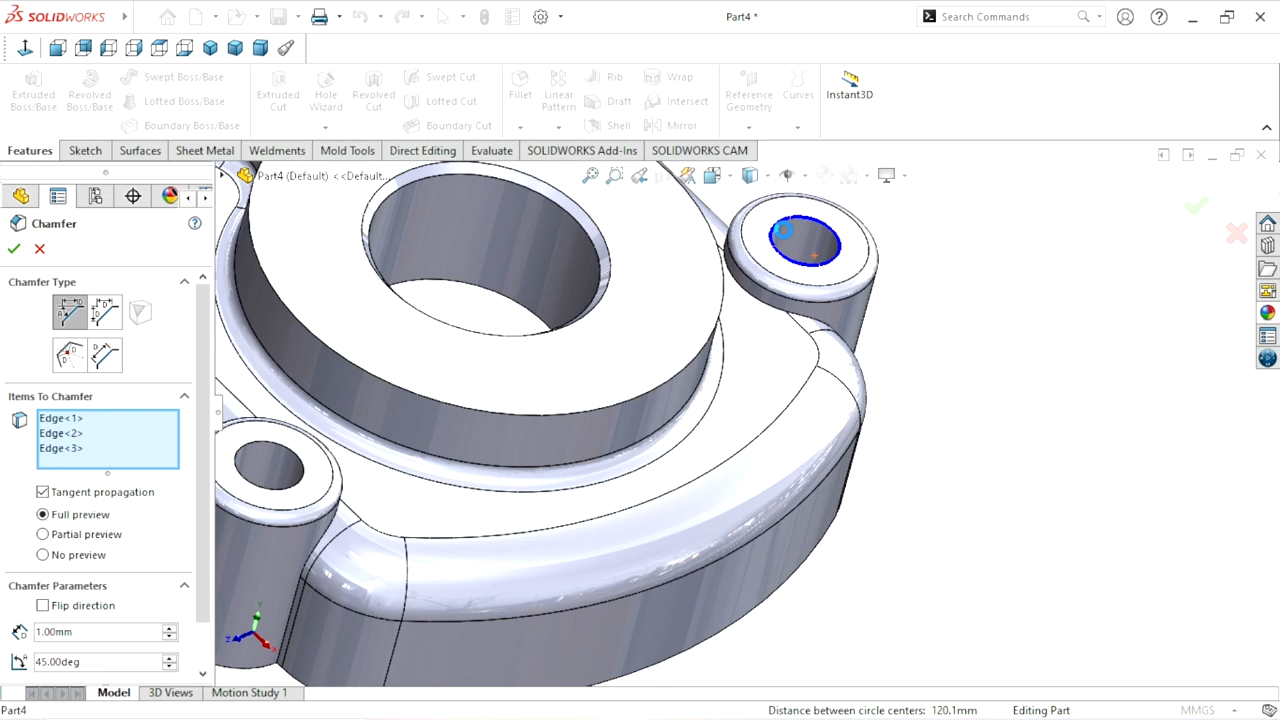 SOLIDWORKS
Part4 *
Search Commands
Extruded Boss/Base
Revolved Boss/Base
Swept Boss/Base
Lofted Boss/Base
Boundary Boss/Base
Extruded Cut
Hole Wizard
Revolved Cut
Swept Cut
Lofted Cut
Boundary Cut
Fillet
Linear Pattern
Rib
Draft
Shell
Wrap
Intersect
Mirror
Reference Geometry
Curves
Instant3D
Features
Sketch
Surfaces
Sheet Metal
Weldments
Mold Tools
Direct Editing
Evaluate
SOLIDWORKS Add-Ins
SOLIDWORKS CAM
Part4 (Default) <<Default...
Chamfer
Chamfer Type
Items To Chamfer
Edge<1>
Edge<2>
Edge<3>
Tangent propagation
Full preview
Partial preview
No preview
Chamfer Parameters
Flip direction
1.00mm
45.00deg
Y
Z
X
Model
3D Views
Motion Study 1
Part4
Distance between circle centers: 120.1mm
Editing Part
MMGS